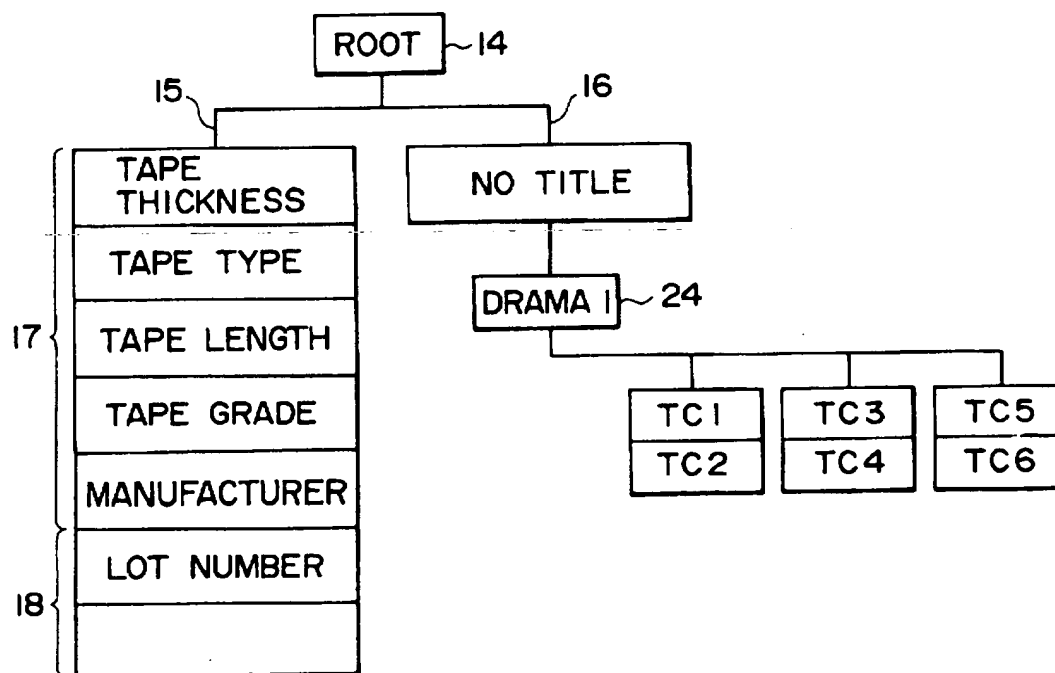 ROOT 14
15 16
TAPE
THICKNESS
NO TITLE
TAPE TYPE
DRAMA 1 24
17
TAPE LENGTH
TAPE GRADE
TC1 TC3 TC5
TC2 TC4 TC6
MANUFACTURER
LOT NUMBER
18